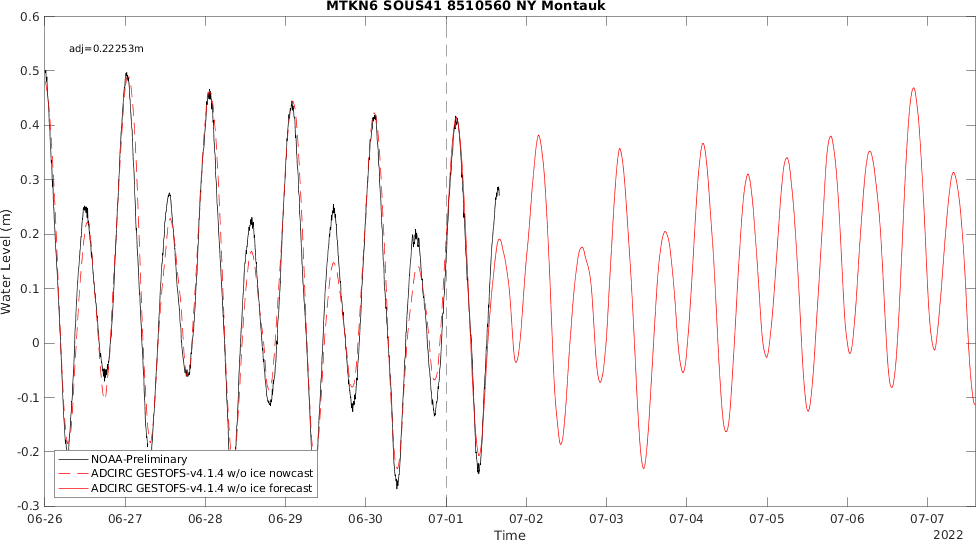 MTKN6 SOUS41 8510560 NY Montauk
adj=0.22253m
Water Level (m)
0.6
0.5
0.4
0.3
0.2
0.1
0
-0.1
-0.2
-0.3
NOAA-Preliminary
ADCIRC GESTOFS-v4.1.4 w/o ice nowcast
ADCIRC GESTOFS-v4.1.4 w/o ice forecast
06-26 06-27 06-28 06-29 06-30 07-01 07-02 07-03 07-04 07-05 07-06 07-07
Time
2022